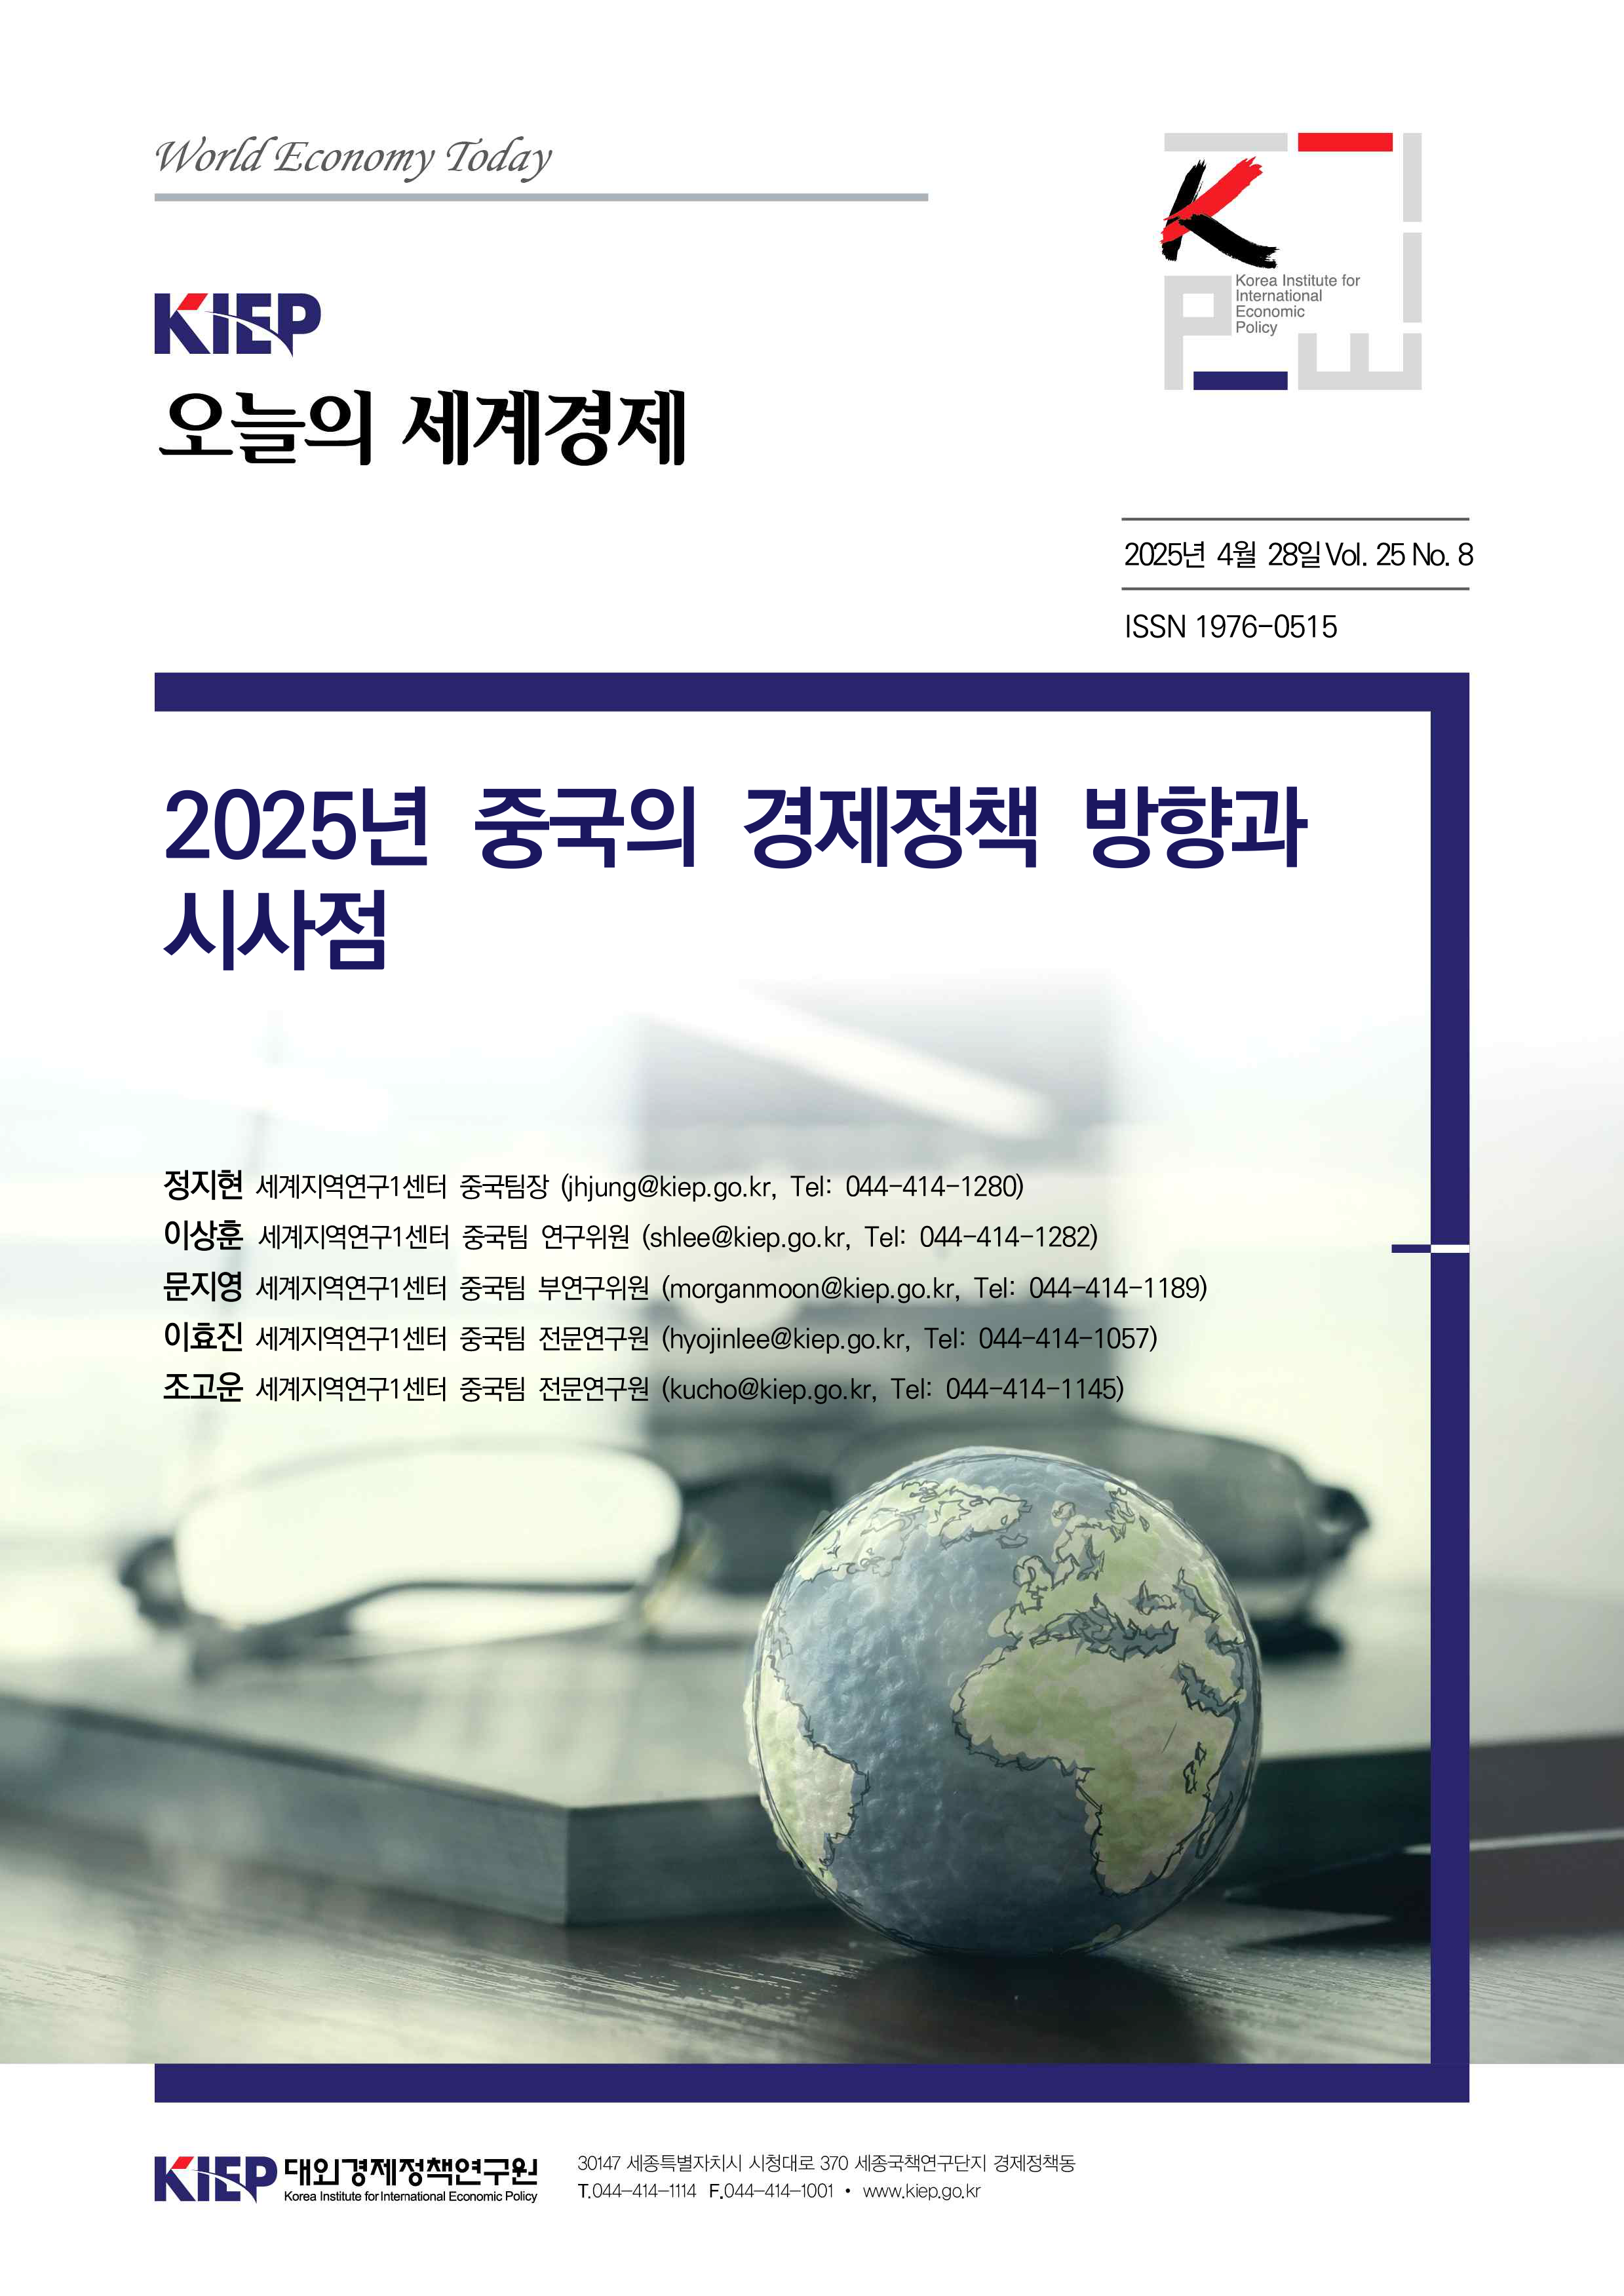 World Economy Today
KIEP
오늘의 세계경제
K
Korea Institute for
International
Economic
Policy
P
E
2025년 4월 28일 Vol. 25 No. 8
ISSN 1976-0515
2025년 중국의 경제정책 방향과
시사점
정지현 세계지역연구1센터 중국팀장 (jhjung@kiep.go.kr, Tel: 044-414-1280)
이상훈 세계지역연구1센터 중국팀 연구위원 (shlee@kiep.go.kr, Tel: 044-414-1282)
문지영 세계지역연구1센터 중국팀 부연구위원 (morganmoon@kiep.go.kr, Tel: 044-414-1189)
이효진 세계지역연구1센터 중국팀 전문연구원 (hyojinlee@kiep.go.kr, Tel: 044-414-1057)
조고운 세계지역연구1센터 중국팀 전문연구원 (kucho@kiep.go.kr, Tel: 044-414-1145)
KIEP 대외경제정책연구원
Korea Institute for International Economic Policy
30147 세종특별자치시 시청대로 370 세종국책연구단지 경제정책동
T.044-414-1114 F.044-414-1001 • www.kiep.go.kr